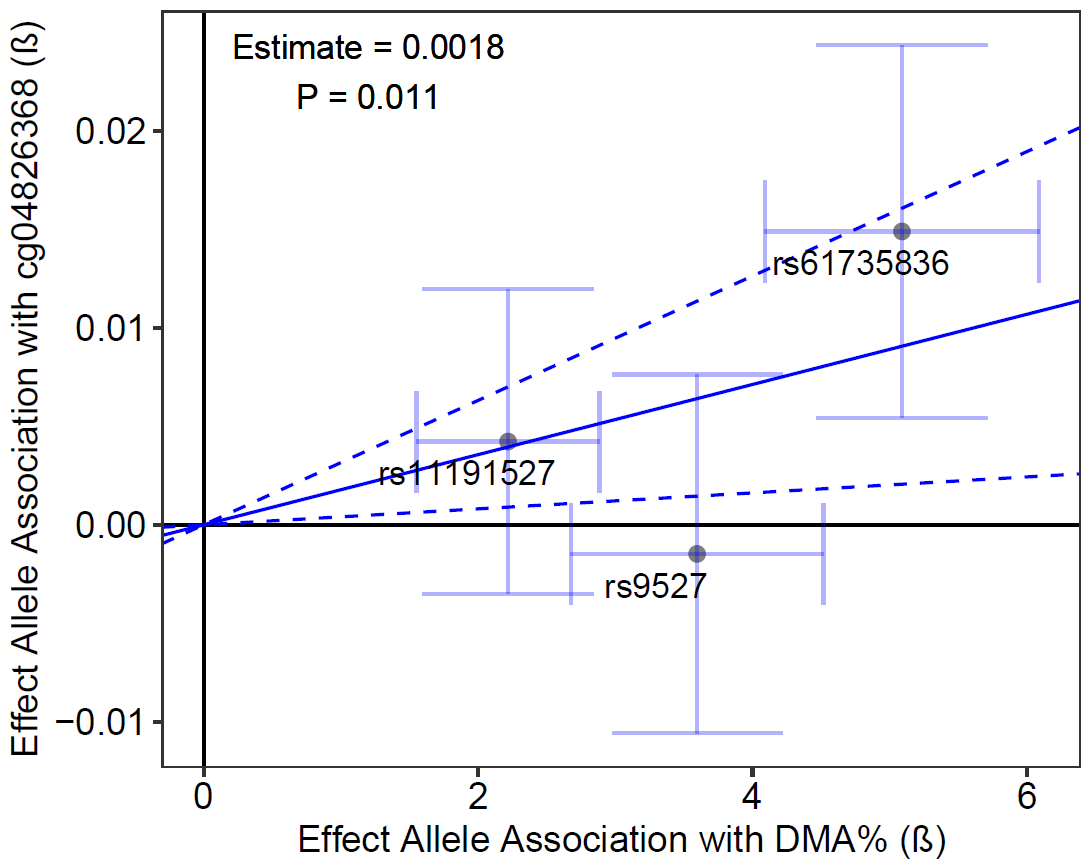 Estimate = 0.0018
P = 0.011
Effect Allele Association with cg04826368 (ß)
0.02
0.01
0.00
−0.01
rs61735836
rs11191527
rs9527
0
2
4
6
Effect Allele Association with DMA% (ß)